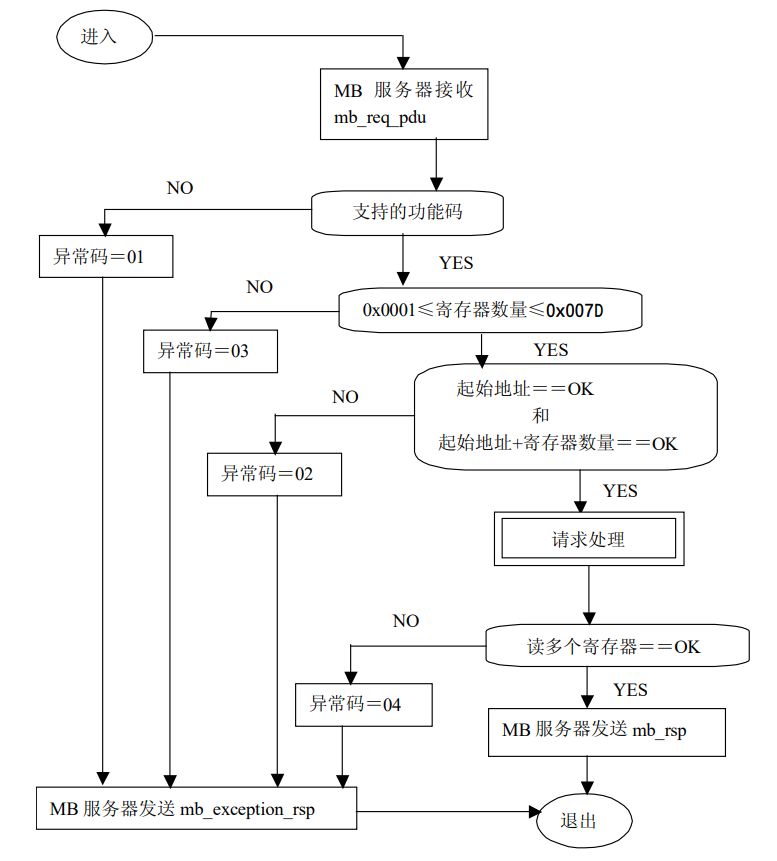 进入
MB 服务器接收
mb_req_pdu
NO
支持的功能码
异常码＝01
YES
NO
0x0001≤寄存器数量≤0x007D
异常码＝03
YES
NO
起始地址＝＝OK
和
起始地址+寄存器数量＝＝OK
异常码＝02
YES
请求处理
NO
读多个寄存器＝＝OK
YES
异常码＝04
MB 服务器发送 mb_rsp
MB 服务器发送 mb_exception_rsp
退出